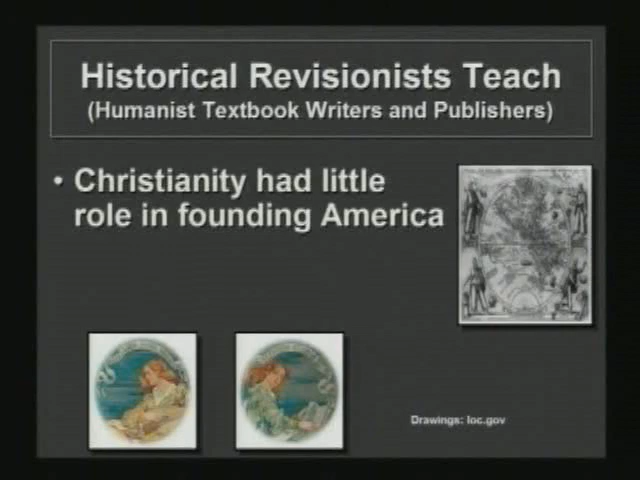 Historical Revisionists Teach
(Humanist Textbook Writers and Publishers)
• Christianity had little
role in founding America
Drawings: loc.gov